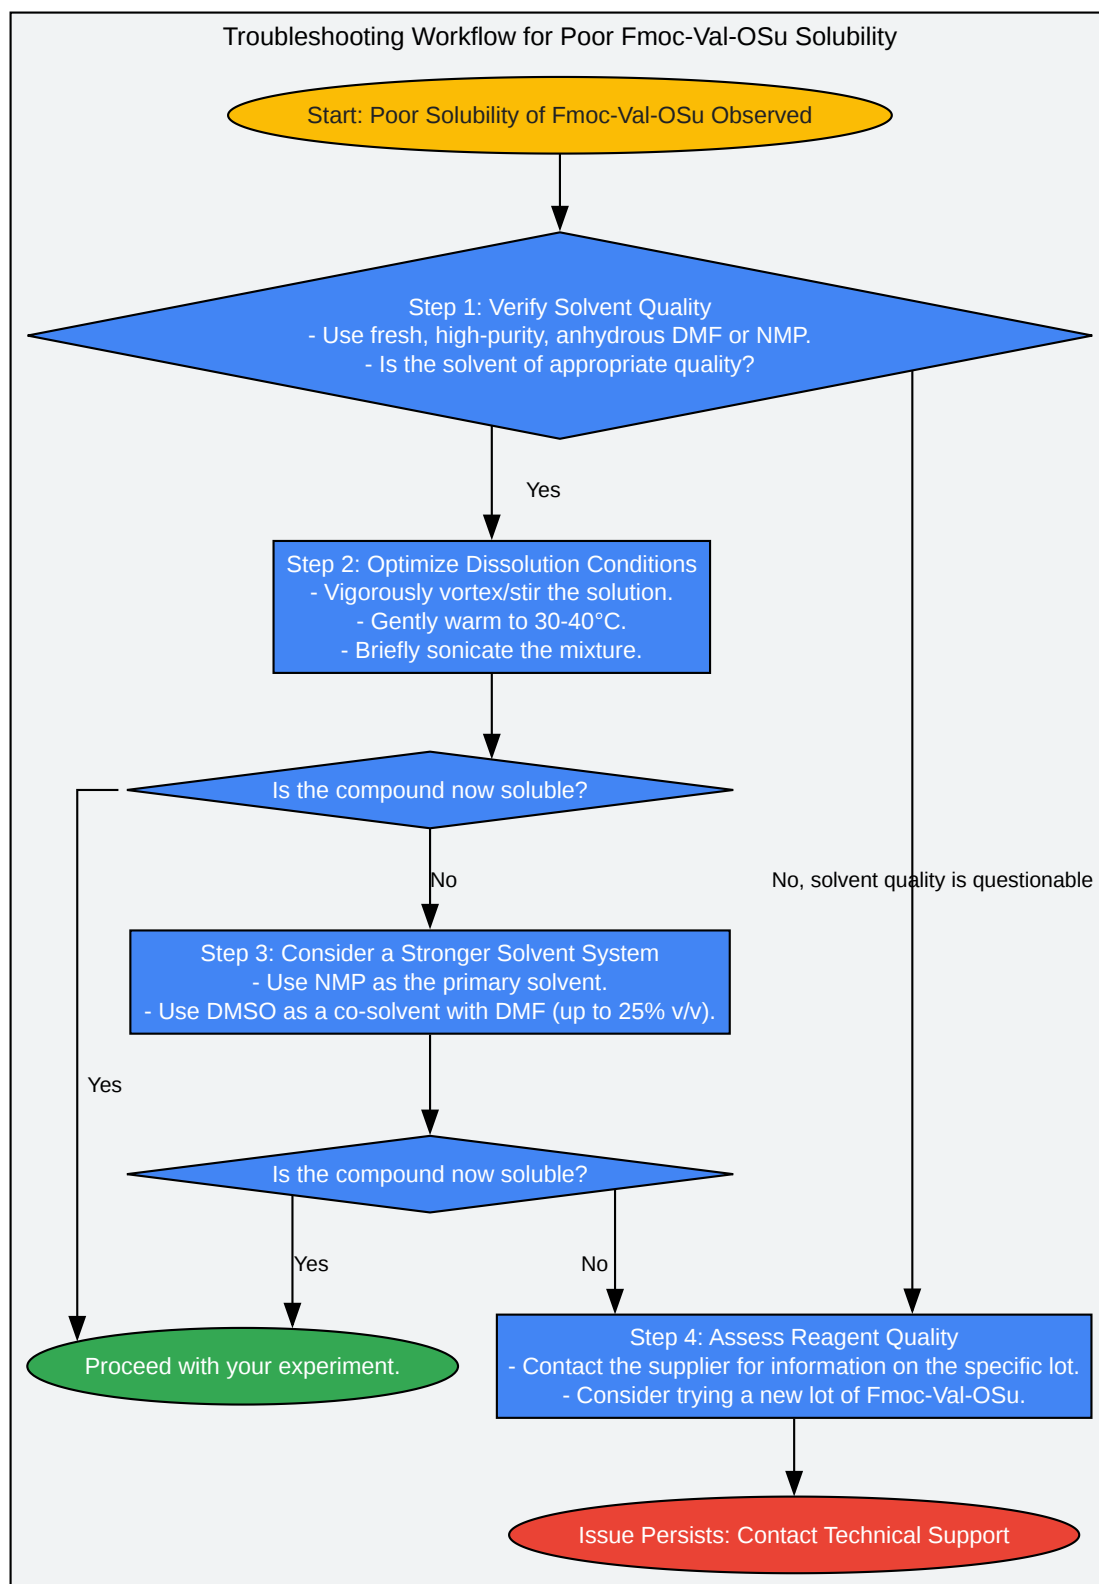 Troubleshooting Workflow for Poor Fmoc-Val-OSu Solubility
Start: Poor Solubility of Fmoc-Val-OSu Observed
Step 1: Verify Solvent Quality
- Use fresh, high-purity, anhydrous DMF or NMP.
- Is the solvent of appropriate quality?
Yes
Step 2: Optimize Dissolution Conditions
- Vigorously vortex/stir the solution.
- Gently warm to 30-40°C.
- Briefly sonicate the mixture.
Is the compound now soluble?
No
No, solvent quality is questionable
Step 3: Consider a Stronger Solvent System
- Use NMP as the primary solvent.
- Use DMSO as a co-solvent with DMF (up to 25% v/v).
Yes
Is the compound now soluble?
Yes
No
Proceed with your experiment.
Step 4: Assess Reagent Quality
- Contact the supplier for information on the specific lot.
- Consider trying a new lot of Fmoc-Val-OSu.
Issue Persists: Contact Technical Support